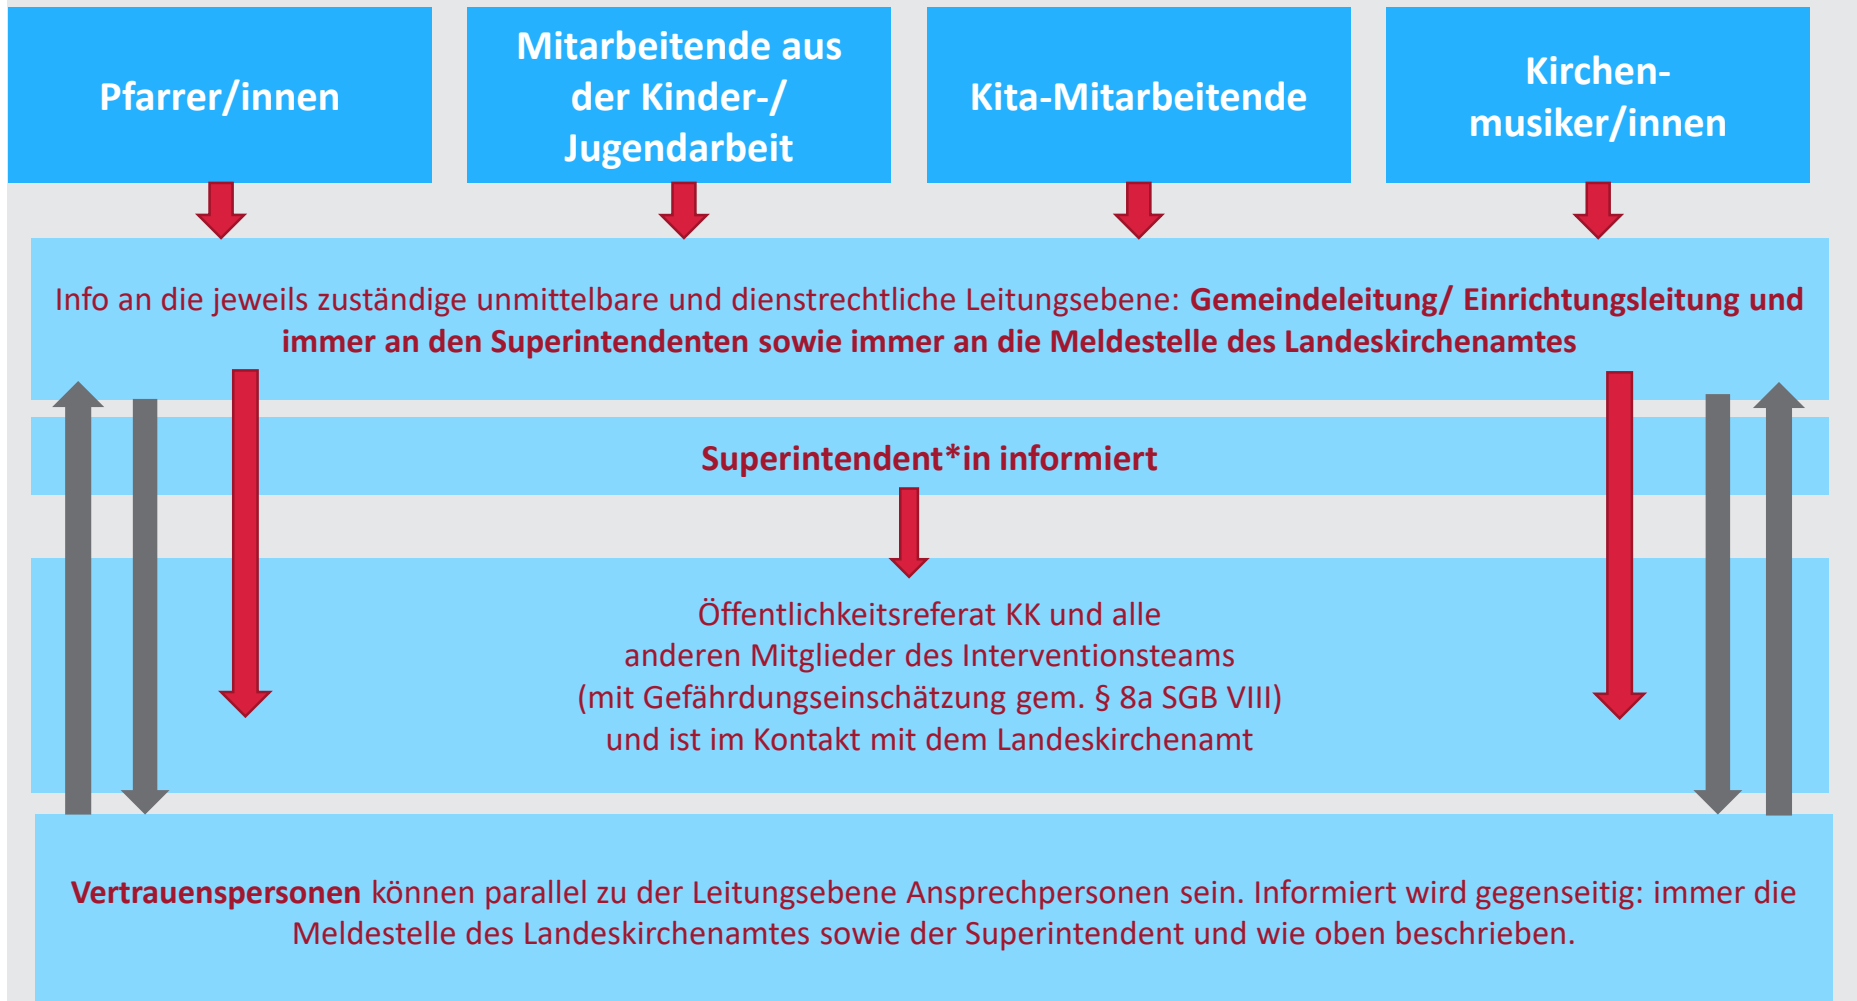 Pfarrer/innen
Mitarbeitende aus
der Kinder-/
Jugendarbeit
Kita-Mitarbeitende
Kirchen-
musiker/innen
Info an die jeweils zuständige unmittelbare und dienstrechtliche Leitungsebene: Gemeindeleitung/ Einrichtungsleitung und
immer an den Superintendenten sowie immer an die Meldestelle des Landeskirchenamtes
Superintendent*in informiert
Öffentlichkeitsreferat KK und alle
anderen Mitglieder des Interventionsteams
(mit Gefährdungseinschätzung gem. § 8a SGB VIII)
und ist im Kontakt mit dem Landeskirchenamt
Vertrauenspersonen können parallel zu der Leitungsebene Ansprechpersonen sein. Informiert wird gegenseitig: immer die
Meldestelle des Landeskirchenamtes sowie der Superintendent und wie oben beschrieben.